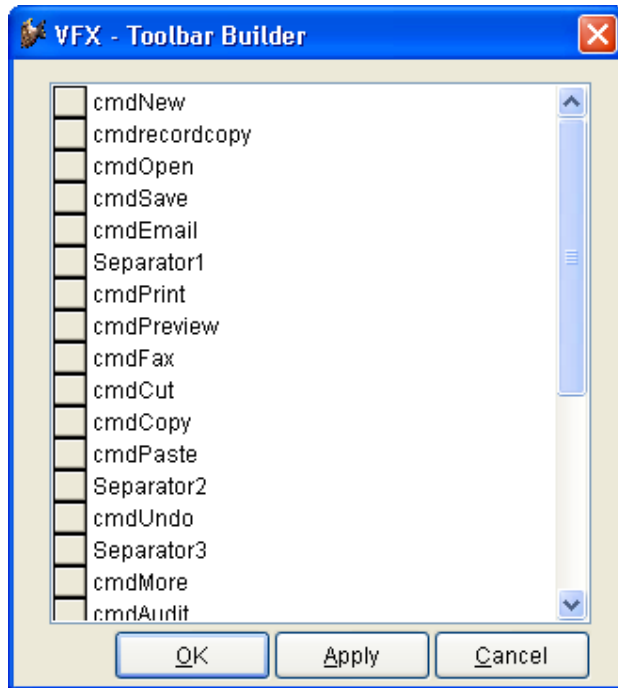 VFX - Toolbar Builder
cmdNew
cmdrecordcopy
cmdOpen
cmdSave
cmdEmail
Separator1
cmdPrint
cmdPreview
cmdFax
cmdCut
cmdCopy
cmdPaste
Separator2
cmdUndo
Separator3
cmdMore
cmdAudit
OK Apply Cancel